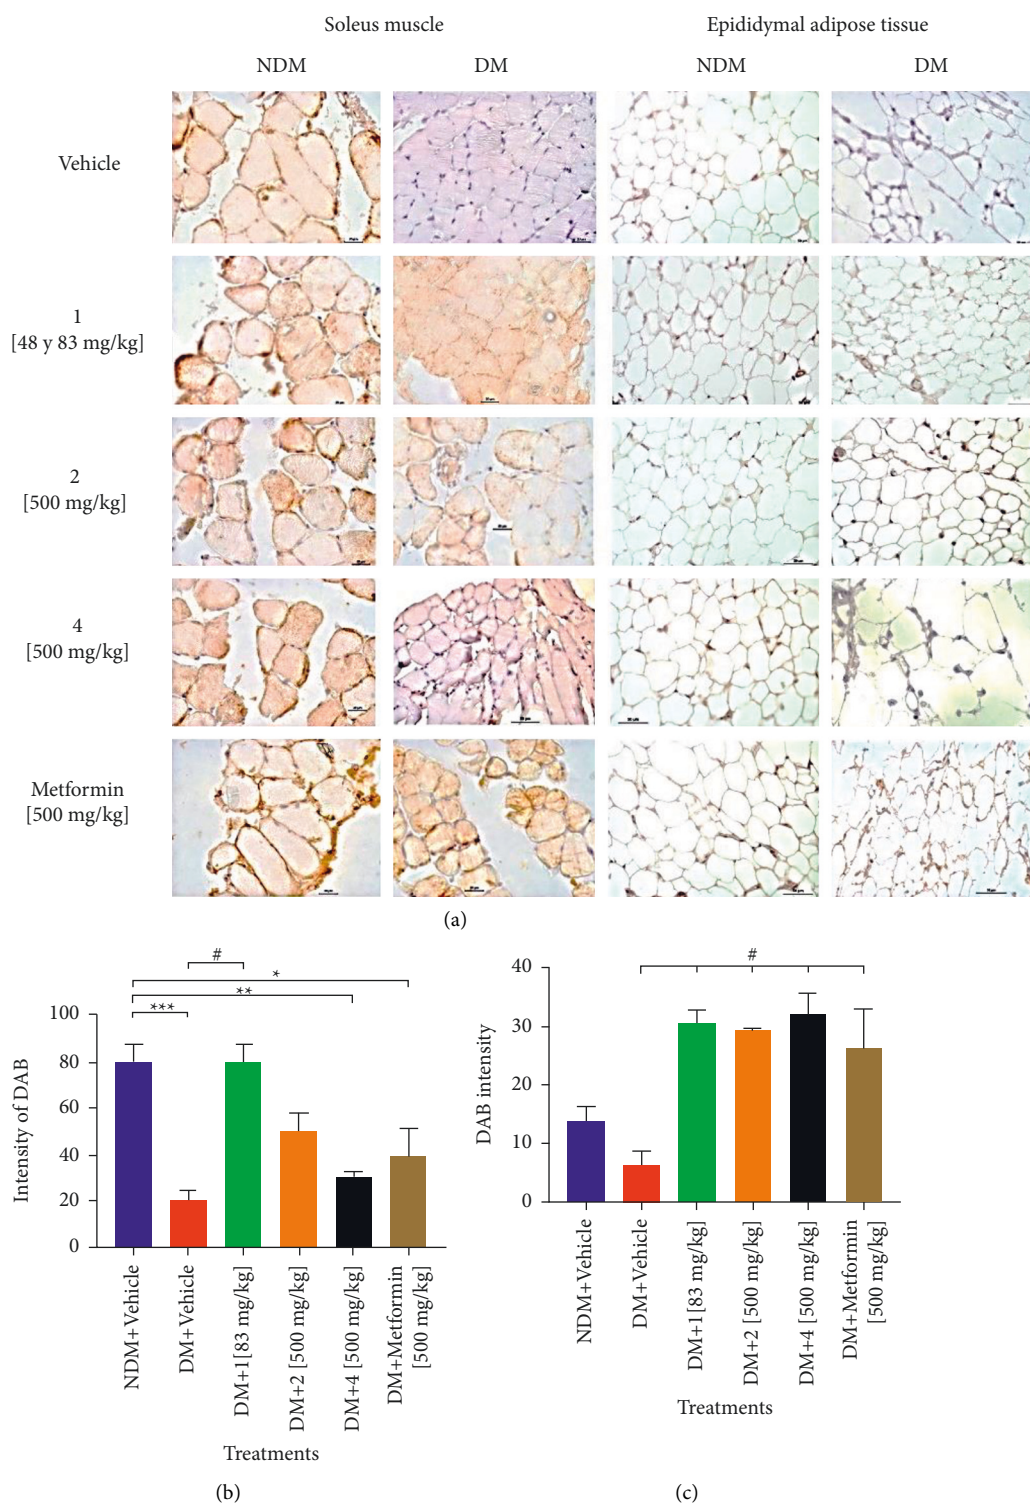 Soleus muscle Epididymal adipose tissue
NDM DM NDM DM
Vehicle
1
[48 y 83 mg/kg]
2
[500 mg/kg]
4
[500 mg/kg]
Metformin
[500 mg/kg]
(a)
#
*
**
***
100
80
60
40
20
0
Intensity of DAB
NDM+Vehicle
DM+Vehicle
DM+1[83 mg/kg]
DM+2 [500 mg/kg]
DM+4 [500 mg/kg]
DM+Metformin
[500 mg/kg]
Treatments
(b)
#
40
30
20
10
0
DAB intensity
NDM+Vehicle
DM+Vehicle
DM+1 [83 mg/kg]
DM+2 [500 mg/kg]
DM+4 [500 mg/kg]
DM+Metformin
[500 mg/kg]
Treatments
(c)